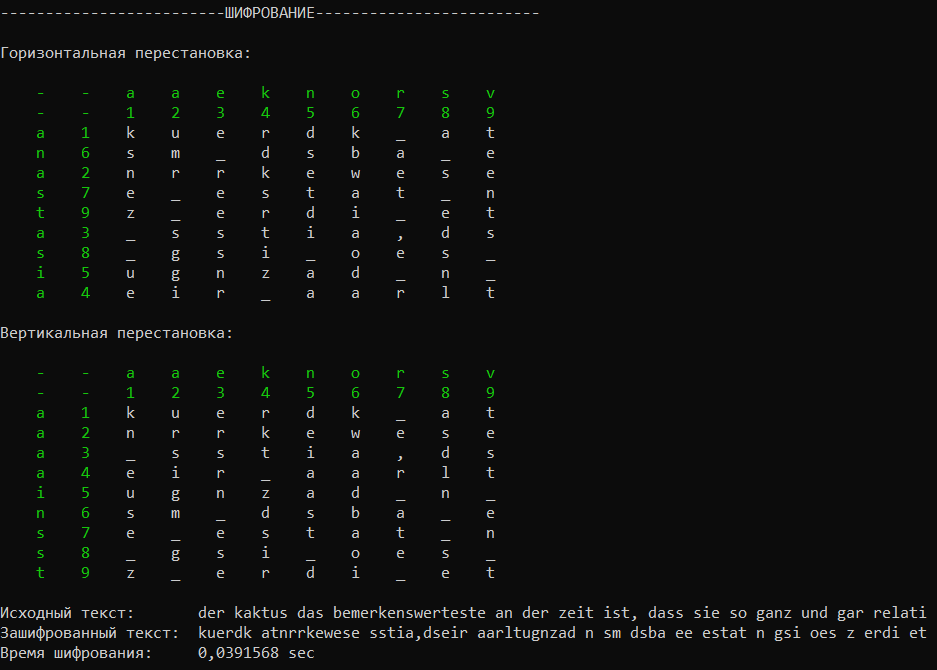 -------------------------ШИФРОВАНИЕ-------------------------
Горизонтальная перестановка:
- - a a e k n o r s v
- - 1 2 3 4 5 6 7 8 9
a 1 k u e r d k _ a t
n 6 s m _ d s b a _ e
a 2 n r r k e w e s e
s 7 e _ e s t a t _ n
t 9 z _ e r d i _ e t
a 3 _ s s t i a , d s
s 8 _ g s i _ o e s _
i 5 u g n z a d _ n _
a 4 e i r _ a a r l t
Вертикальная перестановка:
- - a a e k n o r s v
- - 1 2 3 4 5 6 7 8 9
a 1 k u e r d k _ a t
a 2 n r r k e w e s e
a 3 _ s s t i a , d s
a 4 e i r _ a a r l t
i 5 u g n z a d _ n _
n 6 s m _ d s b a _ e
s 7 e _ e s t a t _ n
s 8 _ g s i _ o e s _
t 9 z _ e r d i _ e t
Исходный текст: der kaktus das bemerkenswerteste an der zeit ist, dass sie so ganz und gar relati
Зашифрованный текст: kuerdk atnrrkewese sstia,dseir aarltugnzad n sm dsba ee estat n gsi oes z erdi et
Время шифрования: 0,0391568 sec